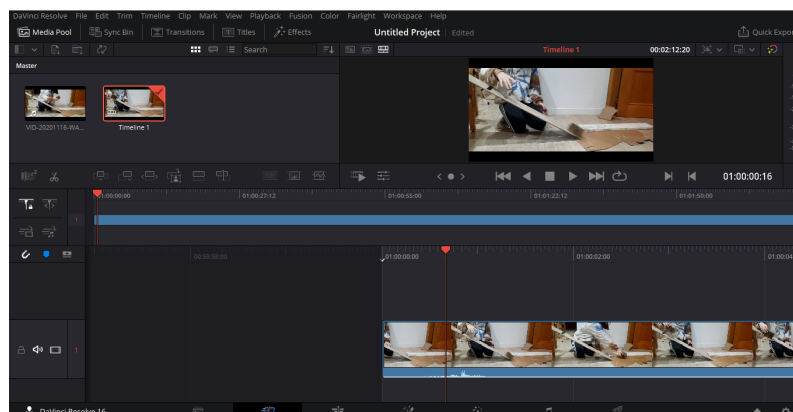 DaVinci Resolve File Edit Trim Timeline Clip Mark View Playback Fusion Color Fairlight Workspace Help
Media Pool Sync Bin Transitions Titles Effects Untitled Project Edited Quick Expor
Search Timeline 1 00:02:12:20
Master
VID-20201116-WA... Timeline 1
01:00:00:16
01:00:00:00 01:00:27:12 01:00:55:00 01:01:22:12 01:01:50:00
1
00:59:58:00 01:00:00:00 01:00:02:00 01:00:04
1
DaVinci Resolve 16